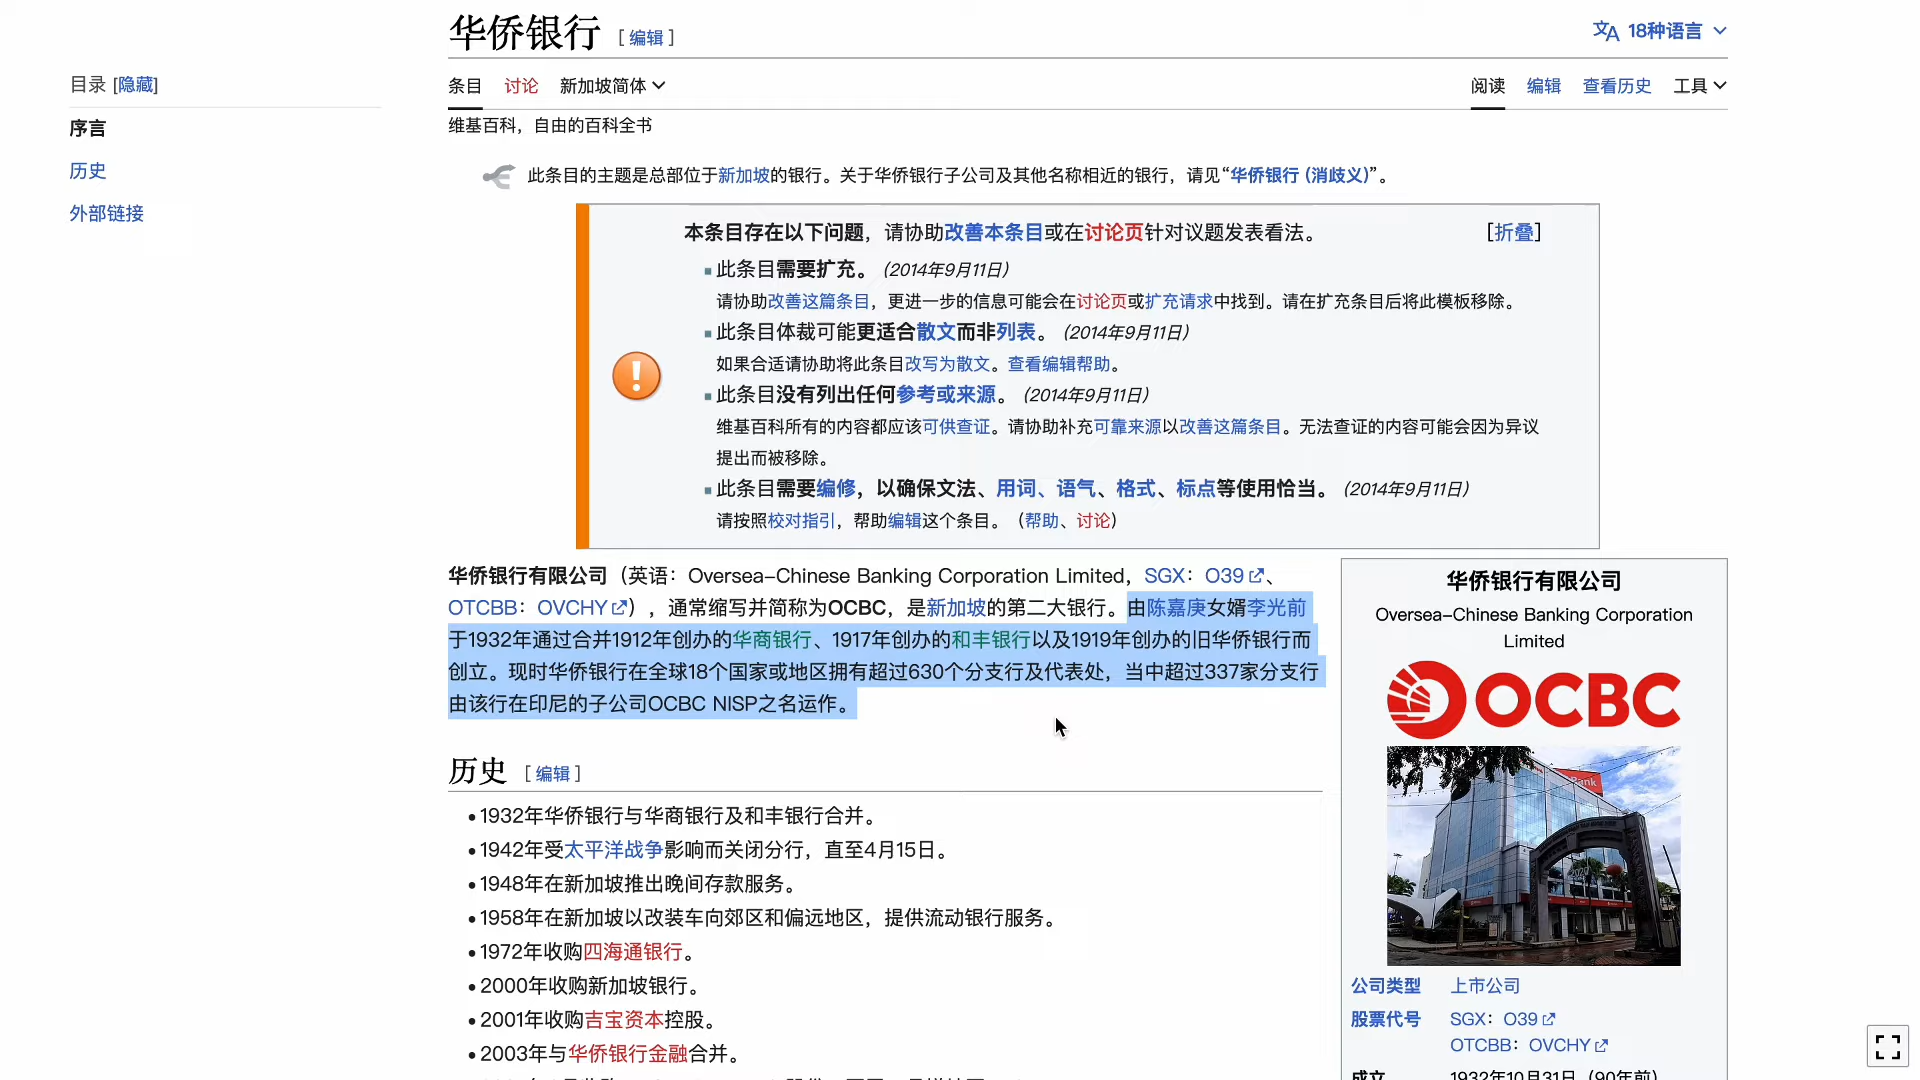 华侨银行 [ 编辑 ]
文A 18种语言
目录 [隐藏]
序言
历史
外部链接
条目 讨论 新加坡简体
阅读 编辑 查看历史 工具
维基百科，自由的百科全书
此条目的主题是总部位于新加坡的银行。关于华侨银行子公司及其他名称相近的银行，请见“华侨银行 (消歧义)”。
本条目存在以下问题，请协助改善本条目或在讨论页针对议题发表看法。 [折叠]
此条目需要扩充。 (2014年9月11日)
请协助改善这篇条目，更进一步的信息可能会在讨论页或扩充请求中找到。请在扩充条目后将此模板移除。
此条目体裁可能更适合散文而非列表。 (2014年9月11日)
如果合适请协助将此条目改写为散文。查看编辑帮助。
此条目没有列出任何参考或来源。 (2014年9月11日)
维基百科所有的内容都应该可供查证。请协助补充可靠来源以改善这篇条目。无法查证的内容可能会因为异议
提出而被移除。
此条目需要编修，以确保文法、用词、语气、格式、标点等使用恰当。 (2014年9月11日)
请按照校对指引，帮助编辑这个条目。（帮助、讨论）
华侨银行有限公司（英语：Oversea-Chinese Banking Corporation Limited，SGX：O39、
OTCBB：OVCHY），通常缩写并简称为OCBC，是新加坡的第二大银行。由陈嘉庚女婿李光前
于1932年通过合并1912年创办的华商银行、1917年创办的和丰银行以及1919年创办的旧华侨银行而
创立。现时华侨银行在全球18个国家或地区拥有超过630个分支行及代表处，当中超过337家分支行
由该行在印尼的子公司OCBC NISP之名运作。
历史 [ 编辑 ]
1932年华侨银行与华商银行及和丰银行合并。
1942年受太平洋战争影响而关闭分行，直至4月15日。
1948年在新加坡推出晚间存款服务。
1958年在新加坡以改装车向郊区和偏远地区，提供流动银行服务。
1972年收购四海通银行。
2000年收购新加坡银行。
2001年收购吉宝资本控股。
2003年与华侨银行金融合并。
华侨银行有限公司
Oversea-Chinese Banking Corporation
Limited
OCBC
公司类型 上市公司
股票代号 SGX：O39
OTCBB：OVCHY
成立 1932年10月31日（90年前）